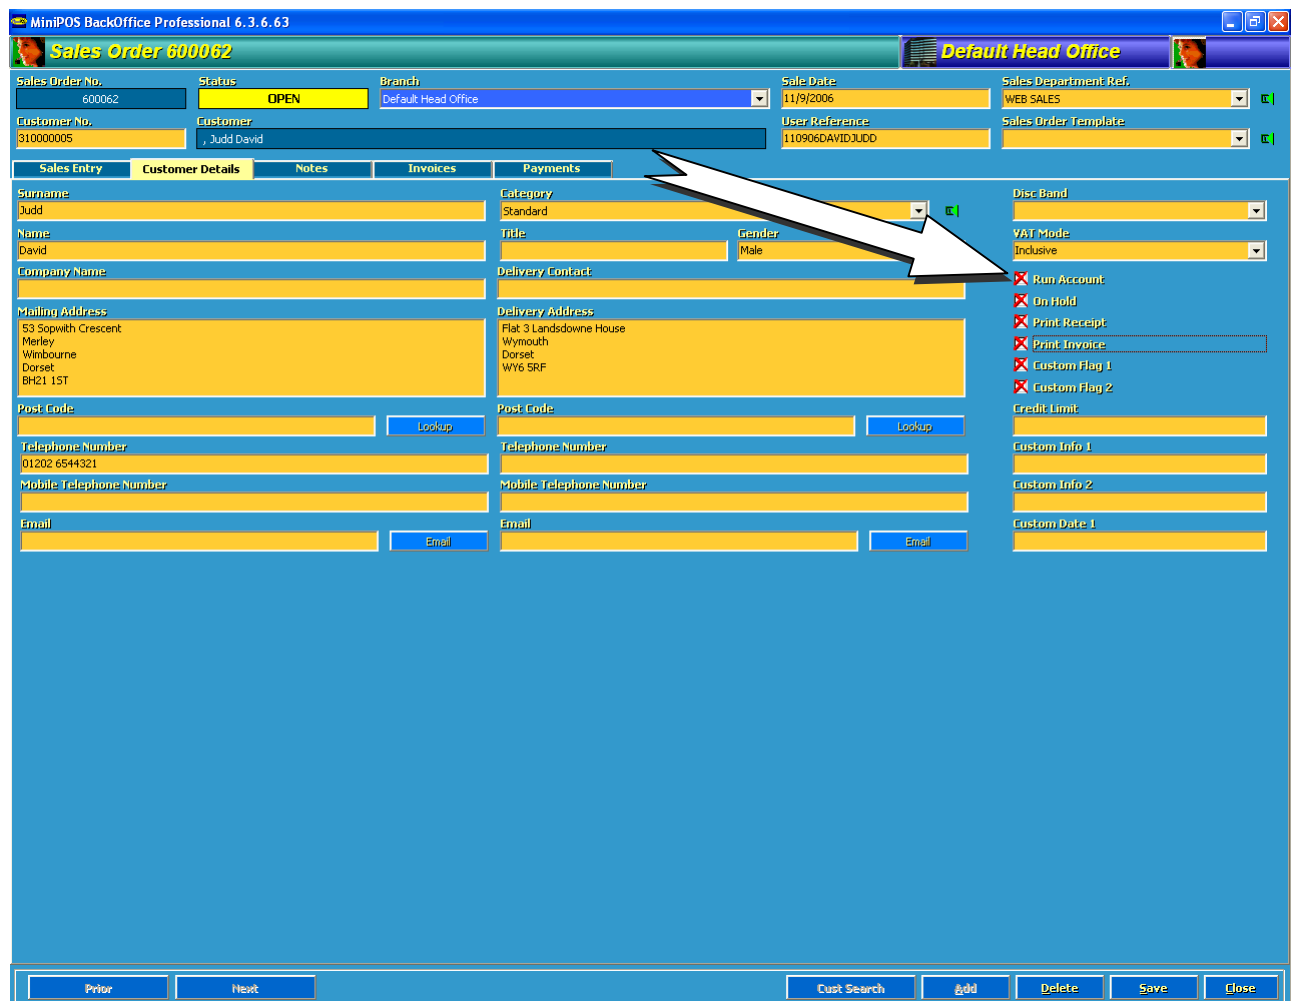 MiniPOS BackOffice Professional 6.3.6.63
Sales Order 600062
Default Head Office
Sales Order No.
Status
Branch
Sale Date
Sales Department Ref.
600062
OPEN
Default Head Office
11/9/2006
WEB SALES
Customer No.
Customer
User Reference
Sales Order Template
310000005
, Judd David
110906DAVIDJUDD
Sales Entry
Customer Details
Notes
Invoices
Payments
Surname
Category
Disc Band
Judd
Standard
Name
Title
Gender
VAT Mode
David
Male
Inclusive
Company Name
Delivery Contact
Run Account
On Hold
Print Receipt
Print Invoice
Custom Flag 1
Custom Flag 2
Mailing Address
53 Sopwith Crescent
Merley
Wimbourne
Dorset
BH21 1ST
Delivery Address
Flat 3 Landsdowne House
Wymouth
Dorset
WY6 5RF
Post Code
Lookup
Post Code
Lookup
Credit Limit
Telephone Number
Telephone Number
Custom Info 1
01202 6544321
Mobile Telephone Number
Mobile Telephone Number
Custom Info 2
Email
Email
Email
Email
Custom Date 1
Prior
Next
Cust Search
Add
Delete
Save
Close